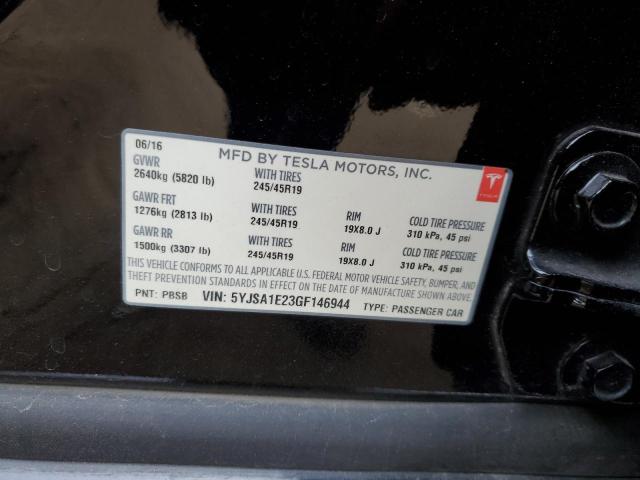 06/16
MFD BY TESLA MOTORS, INC.
GVWR
2640kg (5820 lb)
WITH TIRES
245/45R19
TESLA
GAWR FRT
1276kg (2813 lb)
WITH TIRES
245/45R19
RIM
19X8.0 J
COLD TIRE PRESSURE
310 kPa, 45 psi
GAWR RR
1500kg (3307 lb)
WITH TIRES
245/45R19
RIM
19X8.0 J
COLD TIRE PRESSURE
310 kPa, 45 psi
THIS VEHICLE CONFORMS TO ALL APPLICABLE U.S. FEDERAL MOTOR VEHICLE SAFETY, BUMPER, AND
THEFT PREVENTION STANDARDS IN EFFECT ON THE DATE OF MANUFACTURE SHOWN ABOVE.
PNT: PBSB VIN: 5YJSA1E23GF146944 TYPE: PASSENGER CAR